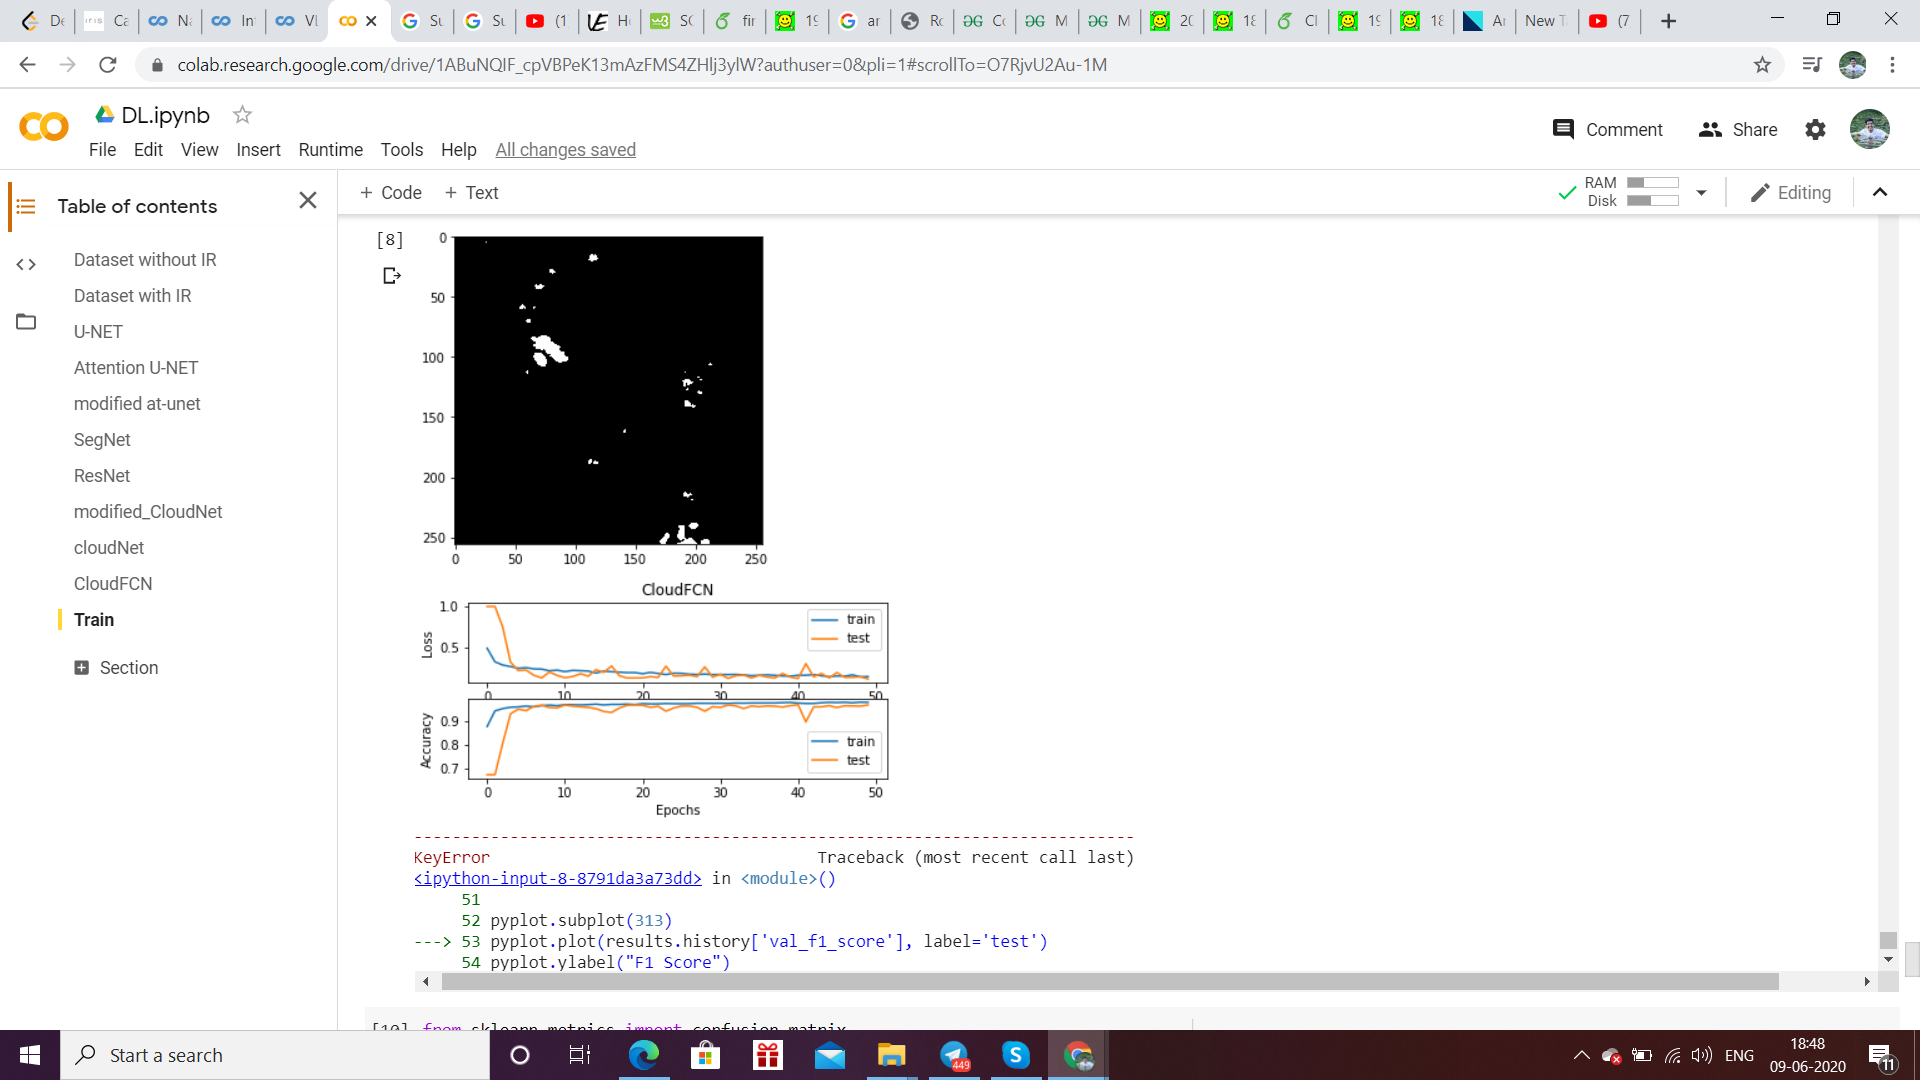 De
Ca
Na
In
VL
Su
Su
(1
H
SC
fir
19
ar
Ro
Co
M
M
20
18
Cl
19
18
Ar
New T
(7
colab.research.google.com/drive/1ABuNQIF_cpVBPeK13mAzFMS4ZHlj3ylW?authuser=0&pli=1#scrollTo=O7RjvU2Au-1M
DL.ipynb
Comment
Share
File Edit View Insert Runtime Tools Help All changes saved
Table of contents
+ Code + Text
RAM
Disk
Editing
Dataset without IR
Dataset with IR
U-NET
Attention U-NET
modified at-unet
SegNet
ResNet
modified_CloudNet
cloudNet
CloudFCN
Train
Section
[8]
0
50
100
150
200
250
0 50 100 150 200 250
CloudFCN
1.0
0.5
Loss
train
test
0 10 20 30 40 50
0.9
0.8
0.7
Accuracy
train
test
0 10 20 30 40 50
Epochs
---------------------------------------------------------------------------
KeyError Traceback (most recent call last)
<ipython-input-8-8791da3a73dd> in <module>()
51
52 pyplot.subplot(313)
---> 53 pyplot.plot(results.history['val_f1_score'], label='test')
54 pyplot.ylabel("F1 Score")
[10] from sklearn.metrics import confusion_matrix
Start a search
449
ENG
18:48
09-06-2020
11